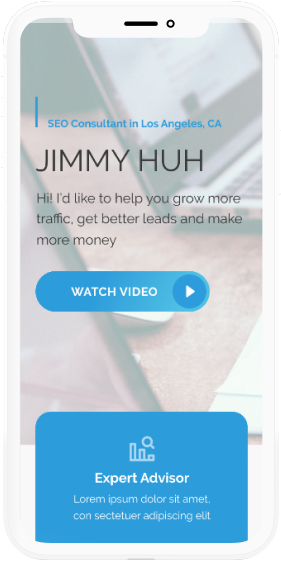 SEO Consultant in Los Angeles, CA
JIMMY HUH
Hi! I'd like to help you grow more
traffic, get better leads and make
more money
WATCH VIDEO
Expert Advisor
Lorem ipsum dolor sit amet,
con sectetuer adipiscing elit